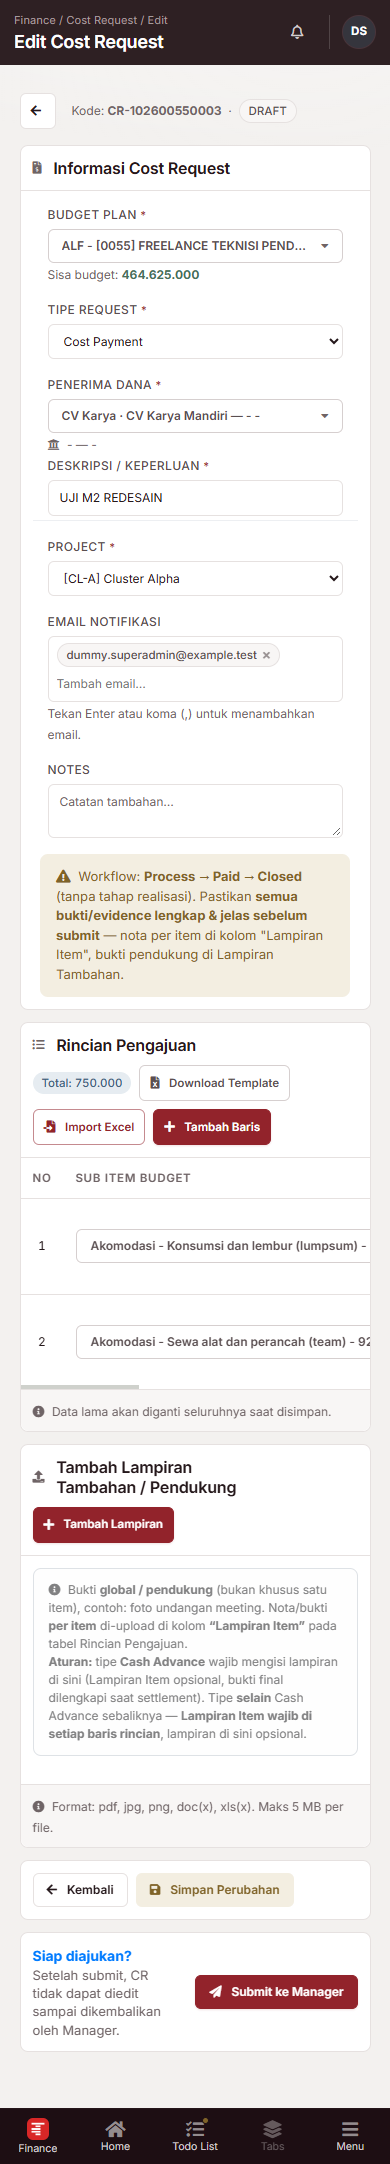 Finance / Cost Request / Edit
Edit Cost Request
DS
Kode: CR-102600550003 · DRAFT
Informasi Cost Request
BUDGET PLAN *
ALF - [0055] FREELANCE TEKNISI PEND...
Sisa budget: 464.625.000
TIPE REQUEST *
Cost Payment
PENERIMA DANA *
CV Karya · CV Karya Mandiri — - -
- — -
DESKRIPSI / KEPERLUAN *
UJI M2 REDESAIN
PROJECT *
[CL-A] Cluster Alpha
EMAIL NOTIFIKASI
dummy.superadmin@example.test ×
Tambah email...
Tekan Enter atau koma (,) untuk menambahkan
email.
NOTES
Catatan tambahan...
Workflow: Process → Paid → Closed
(tanpa tahap realisasi). Pastikan semua
bukti/evidence lengkap & jelas sebelum
submit — nota per item di kolom "Lampiran
Item", bukti pendukung di Lampiran
Tambahan.
Rincian Pengajuan
Total: 750.000
Download Template
Import Excel
Tambah Baris
NO SUB ITEM BUDGET
1 Akomodasi - Konsumsi dan lembur (lumpsum) -
2 Akomodasi - Sewa alat dan perancah (team) - 92
Data lama akan diganti seluruhnya saat disimpan.
Tambah Lampiran
Tambahan / Pendukung
Tambah Lampiran
Bukti global / pendukung (bukan khusus satu
item), contoh: foto undangan meeting. Nota/bukti
per item di-upload di kolom “Lampiran Item” pada
tabel Rincian Pengajuan.
Aturan: tipe Cash Advance wajib mengisi lampiran
di sini (Lampiran Item opsional, bukti final
dilengkapi saat settlement). Tipe selain Cash
Advance sebaliknya — Lampiran Item wajib di
setiap baris rincian, lampiran di sini opsional.
Format: pdf, jpg, png, doc(x), xls(x). Maks 5 MB per
file.
Kembali
Simpan Perubahan
Siap diajukan?
Setelah submit, CR
tidak dapat diedit
sampai dikembalikan
oleh Manager.
Submit ke Manager
Finance
Home
Todo List
Tabs
Menu